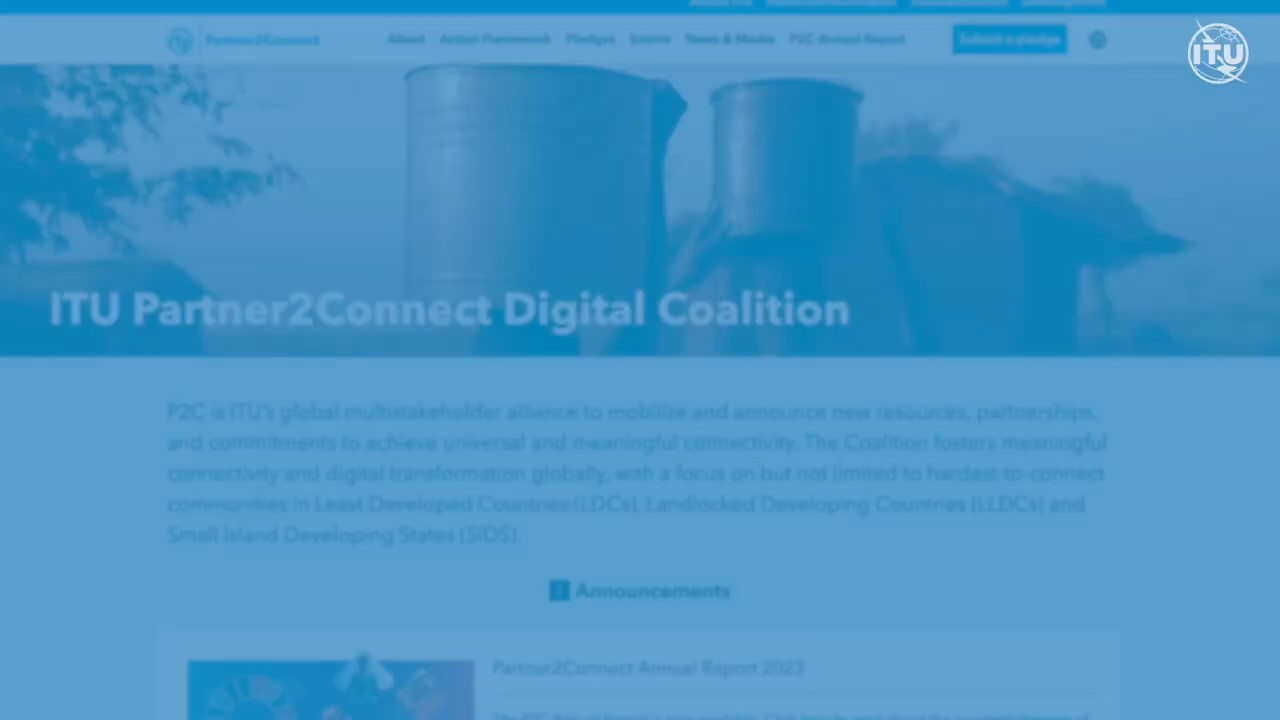 ITU
Partner2Connect
About Action Framework Pledges Events News & Media P2C Annual Report Submit a pledge
ITU Partner2Connect Digital Coalition
P2C is ITU's global multistakeholder alliance to mobilize and announce new resources, partnerships,
and commitments to achieve universal and meaningful connectivity. The Coalition fosters meaningful
connectivity and digital transformation globally, with a focus on but not limited to hardest-to-connect
communities in Least Developed Countries (LDCs), Landlocked Developing Countries (LLDCs) and
Small Island Developing States (SIDS).
Announcements
Partner2Connect Annual Report 2023